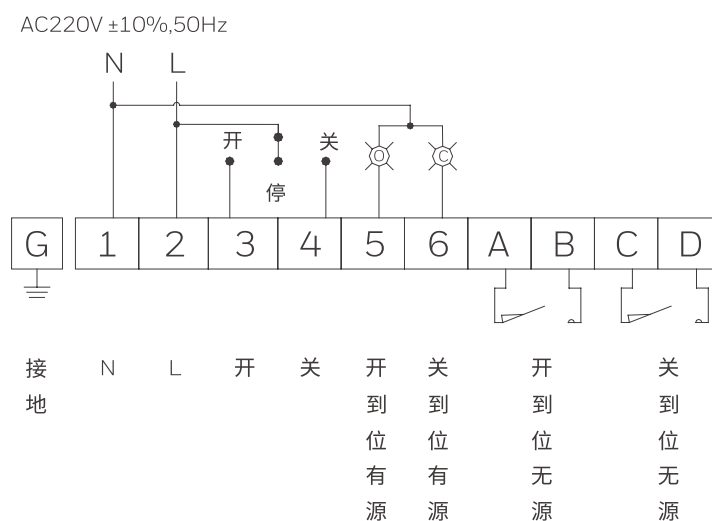 AC220V ±10%,50Hz
N L
开 关
O C
停
G 1 2 3 4 5 6 A B C D
接地 N L 开 关 开到位有源 关到位有源 开到位无源 关到位无源